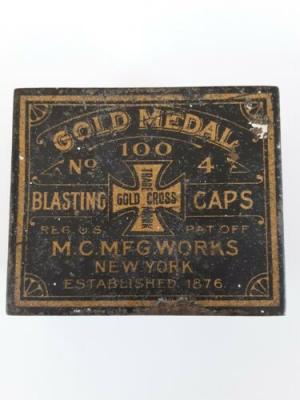 GOLD MEDAL
100
No 4
TRADE
BLASTING GOLD CROSS CAPS
MARK
REG. U.S. PAT. OFF
M.C. MFG. WORKS
NEW YORK
ESTABLISHED 1876.